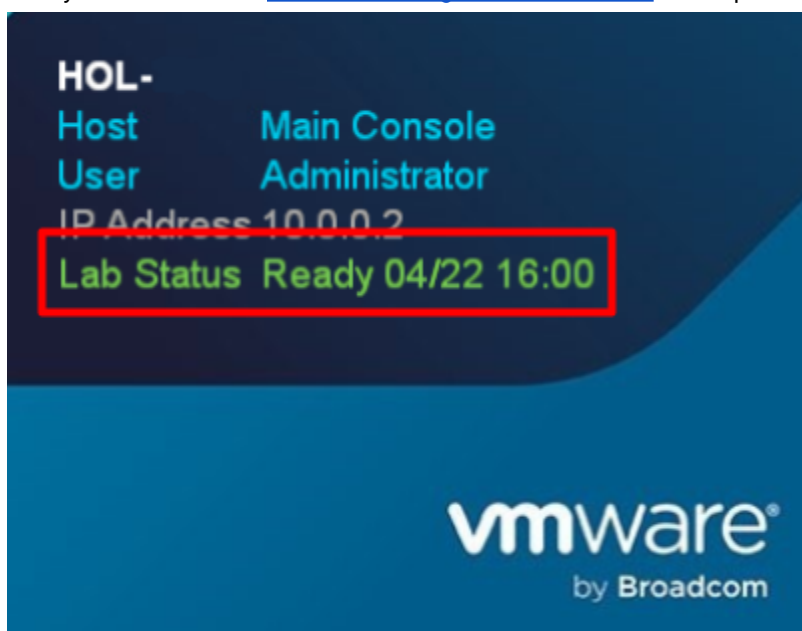 HOL-
Host Main Console
User Administrator
IP Address 10.0.0.2
Lab Status Ready 04/22 16:00
vmware®
by Broadcom